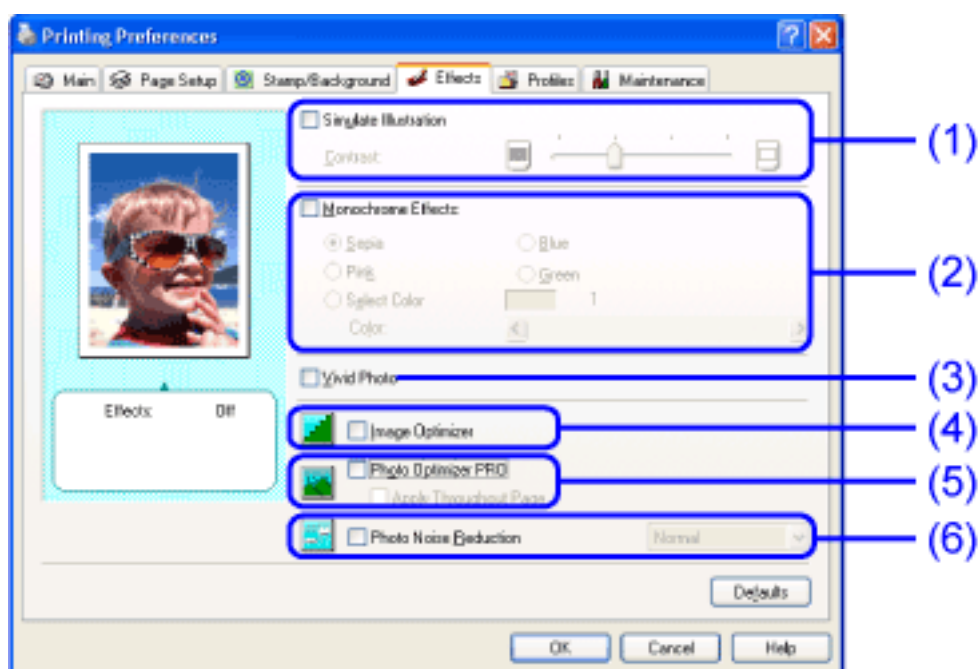 Printing Preferences
Main Page Setup Stamp/Background Effects Profiles Maintenance
Simulate Illustration
Contrast:
(1)
Monochrome Effects
Sepia Blue
Pink Green
Select Color 1
Color:
(2)
Vivid Photo
(3)
Effects: Off
Image Optimizer
(4)
Photo Optimizer PRO
Apply Throughout Page
(5)
Photo Noise Reduction Normal
(6)
Defaults
OK Cancel Help